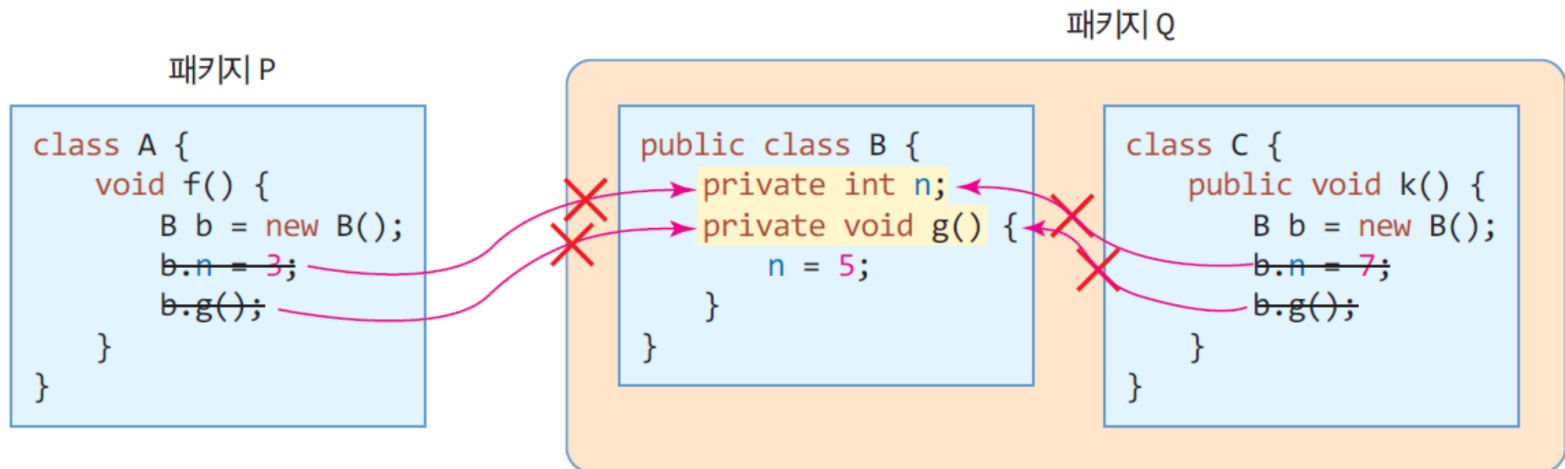 패키지 P
class A {
void f() {
B b = new B();
b.n = 3;
b.g();
}
}
패키지 Q
public class B {
private int n;
private void g() {
n = 5;
}
}
class C {
public void k() {
B b = new B();
b.n = 7;
b.g();
}
}